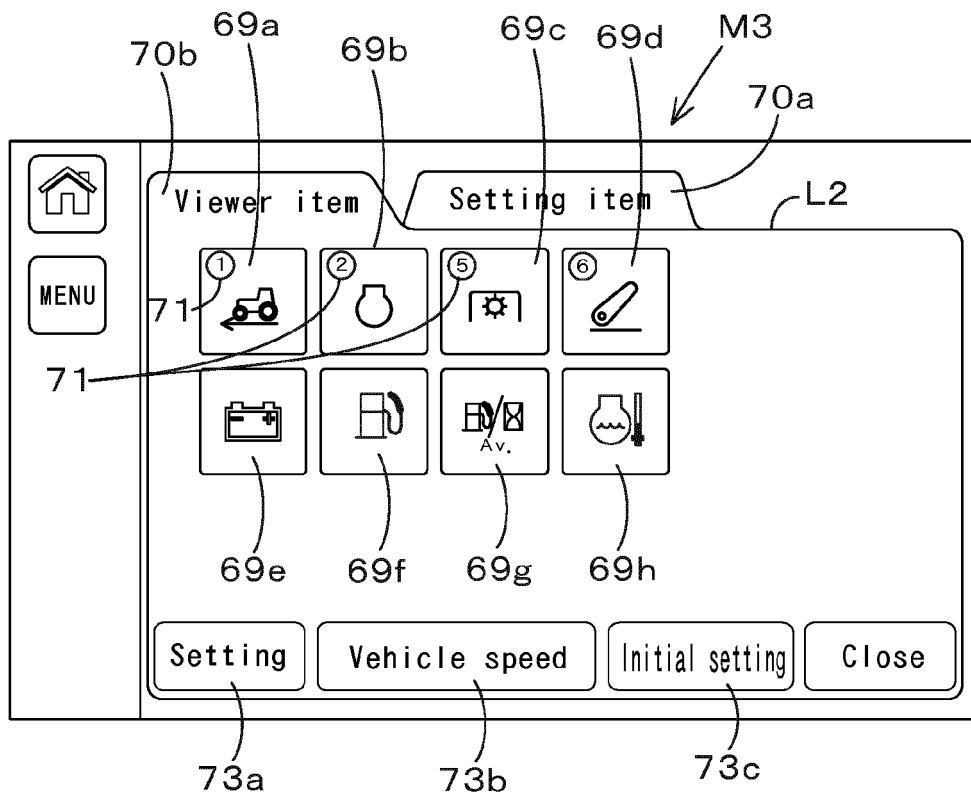 69a
69b
69c
69d
M3
70b
70a
Viewer item
Setting item
L2
MENU
①
②
⑤
⑥
71
71
Av.
69e
69f
69g
69h
Setting
Vehicle speed
Initial setting
Close
73a
73b
73c